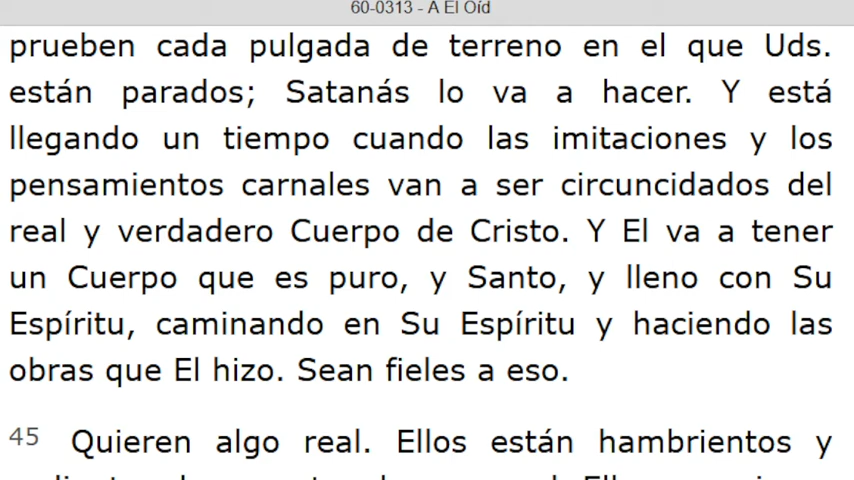 60-0313 - A El Oíd
prueben cada pulgada de terreno en el que Uds.
están parados; Satanás lo va a hacer. Y está
llegando un tiempo cuando las imitaciones y los
pensamientos carnales van a ser circuncidados del
real y verdadero Cuerpo de Cristo. Y El va a tener
un Cuerpo que es puro, y Santo, y lleno con Su
Espíritu, caminando en Su Espíritu y haciendo las
obras que El hizo. Sean fieles a eso.
45 Quieren algo real. Ellos están hambrientos y